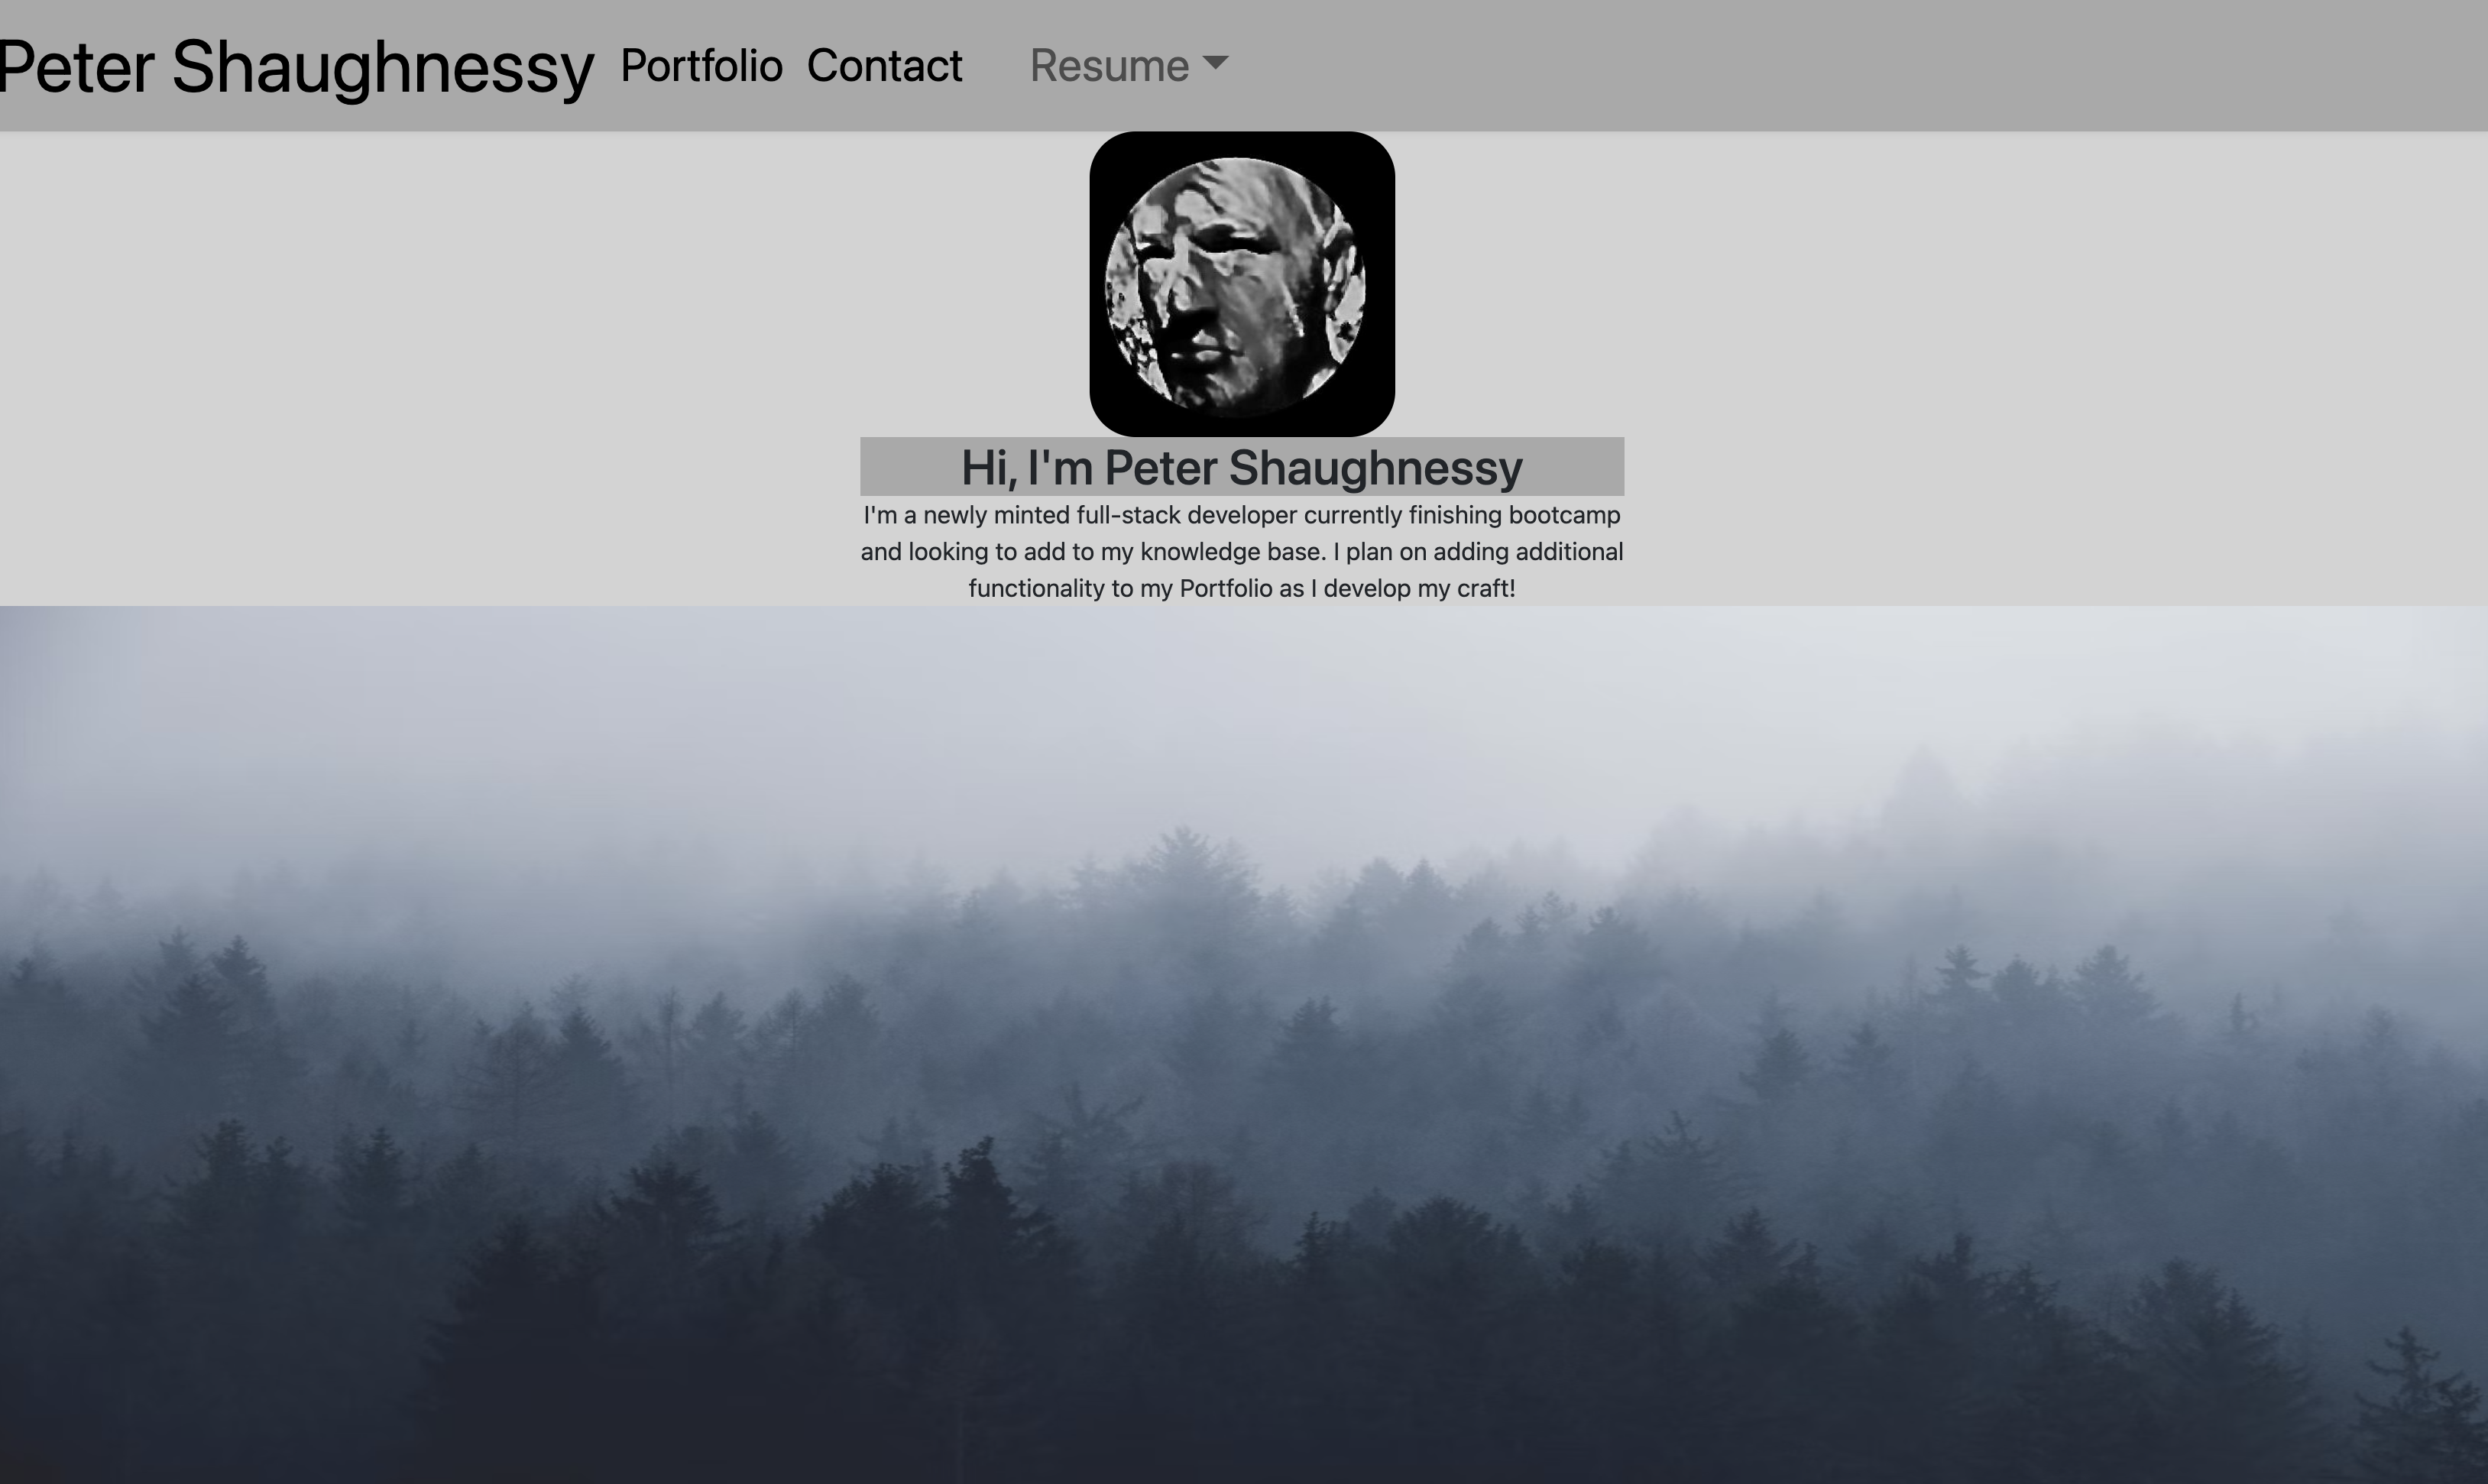 Peter Shaughnessy Portfolio Contact Resume
Hi, I'm Peter Shaughnessy
I'm a newly minted full-stack developer currently finishing bootcamp
and looking to add to my knowledge base. I plan on adding additional
functionality to my Portfolio as I develop my craft!